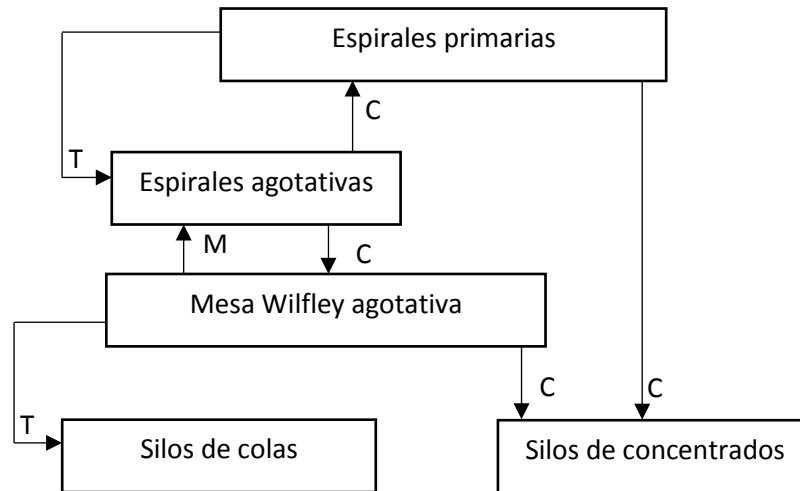 Espirales primarias
C
T
Espirales agotativas
M
C
Mesa Wilfley agotativa
C
C
T
Silos de colas
Silos de concentrados